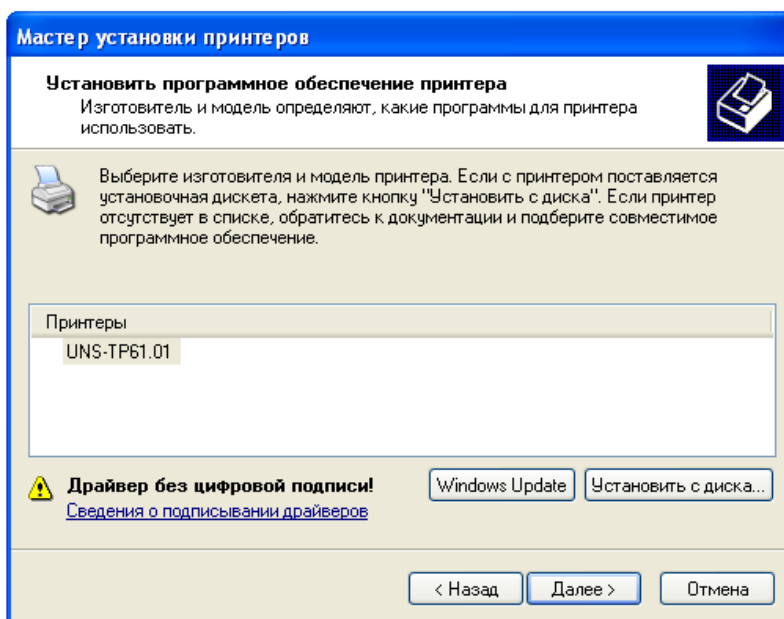 Мастер установки принтеров
Установить программное обеспечение принтера
Изготовитель и модель определяют, какие программы для принтера
использовать.
Выберите изготовителя и модель принтера. Если с принтером поставляется
установочная дискета, нажмите кнопку "Установить с диска". Если принтер
отсутствует в списке, обратитесь к документации и подберите совместимое
программное обеспечение.
Принтеры
UNS-TP61.01
Драйвер без цифровой подписи!
Сведения о подписывании драйверов
Windows Update
Установить с диска...
< Назад
Далее >
Отмена